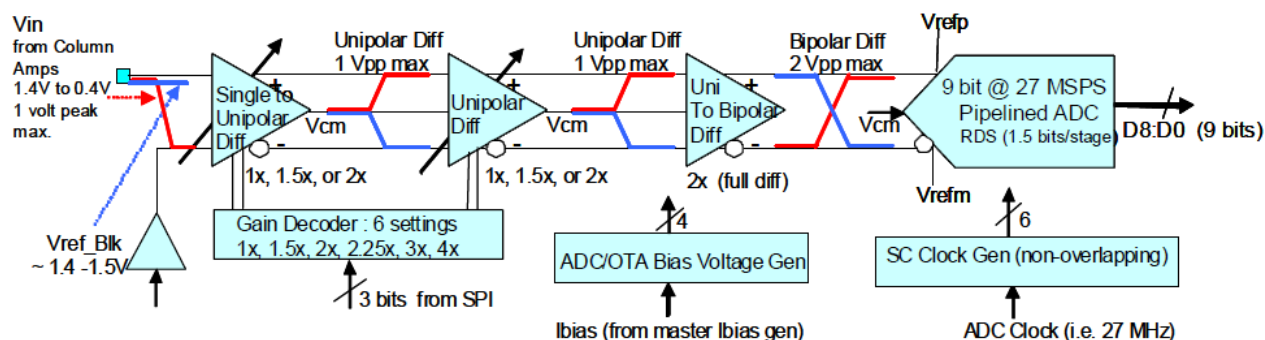 Vin
from Column
Amps
1.4V to 0.4V
1 volt peak
max.
Single to
Unipolar
Diff
+
-
1x, 1.5x, or 2x
Unipolar Diff
1 Vpp max
Vcm
Unipolar
Diff
+
-
1x, 1.5x, or 2x
Unipolar Diff
1 Vpp max
Vcm
Uni
To Bipolar
Diff
+
-
2x (full diff)
Bipolar Diff
2 Vpp max
Vcm
Vrefp
9 bit @ 27 MSPS
Pipelined ADC
RDS (1.5 bits/stage)
Vrefm
D8:D0 (9 bits)
Vref_Blk
~ 1.4 -1.5V
Gain Decoder : 6 settings
1x, 1.5x, 2x, 2.25x, 3x, 4x
3 bits from SPI
4
ADC/OTA Bias Voltage Gen
Ibias (from master Ibias gen)
6
SC Clock Gen (non-overlapping)
ADC Clock (i.e. 27 MHz)